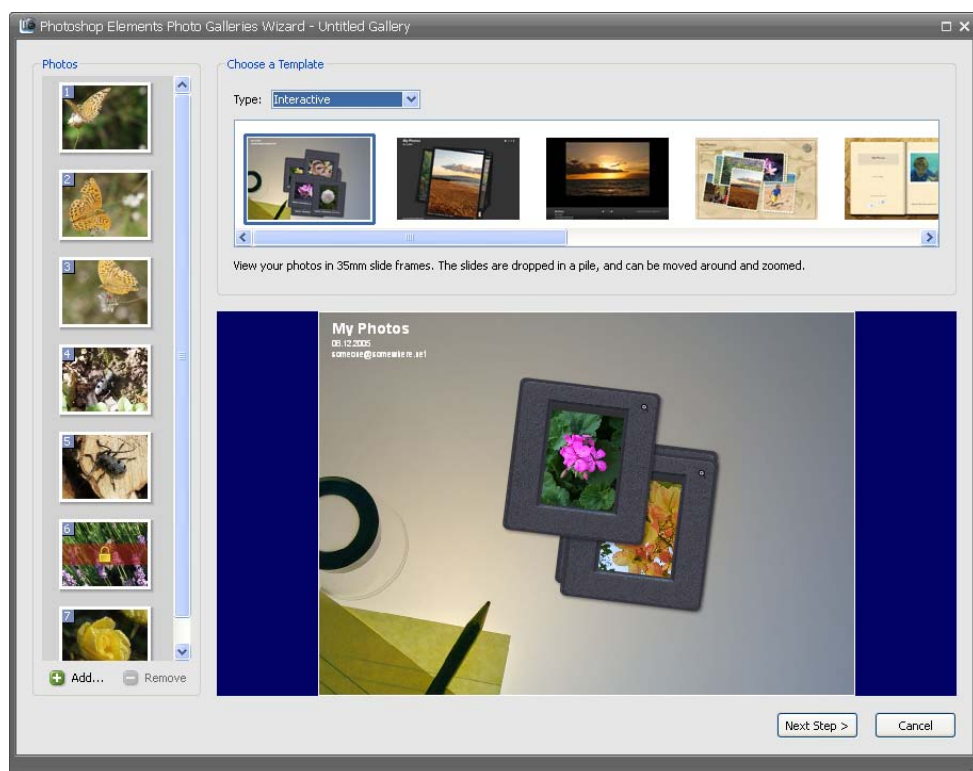 Photoshop Elements Photo Galleries Wizard - Untitled Gallery
Photos
1
2
3
4
5
6
7
Add...
Remove
Choose a Template
Type: Interactive
My Photos
View your photos in 35mm slide frames. The slides are dropped in a pile, and can be moved around and zoomed.
My Photos
08.12.2005
someone@somewhere.net
Next Step >
Cancel